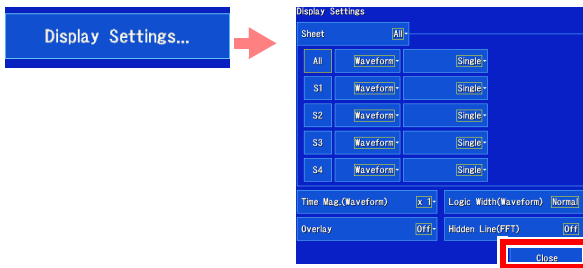 Display Settings...
Display Settings
Sheet All
All Waveform Single
S1 Waveform Single
S2 Waveform Single
S3 Waveform Single
S4 Waveform Single
Time Mag.(Waveform) x 1 Logic Width(Waveform) Normal
Overlay Off Hidden Line(FFT) Off
Close